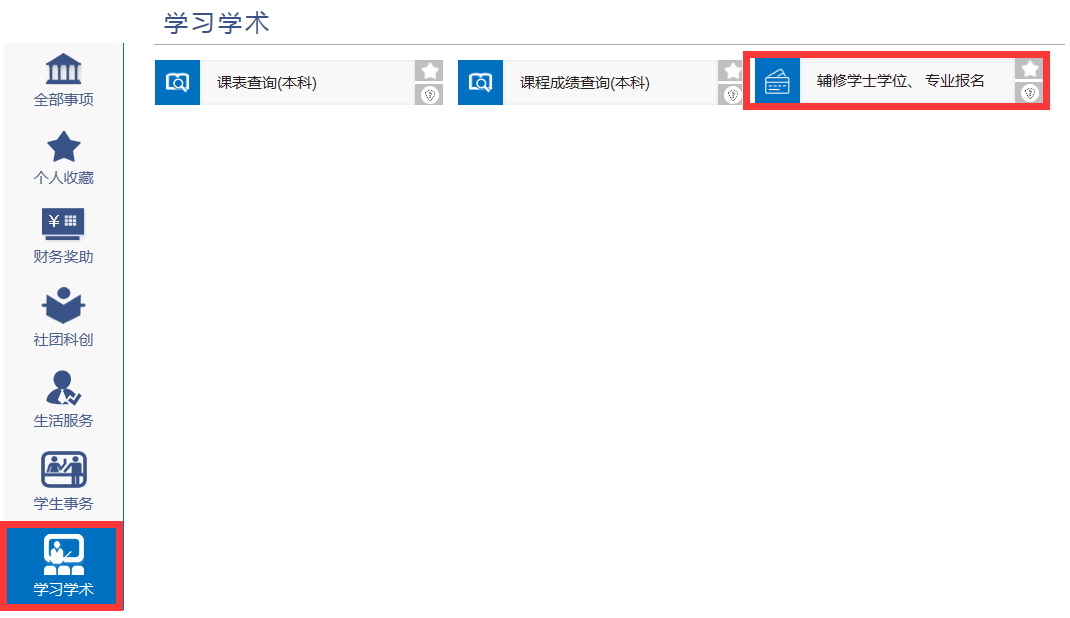 学习学术
全部事项
个人收藏
¥
财务奖助
社团科创
生活服务
学生事务
学习学术
课表查询(本科)
课程成绩查询(本科)
辅修学士学位、专业报名